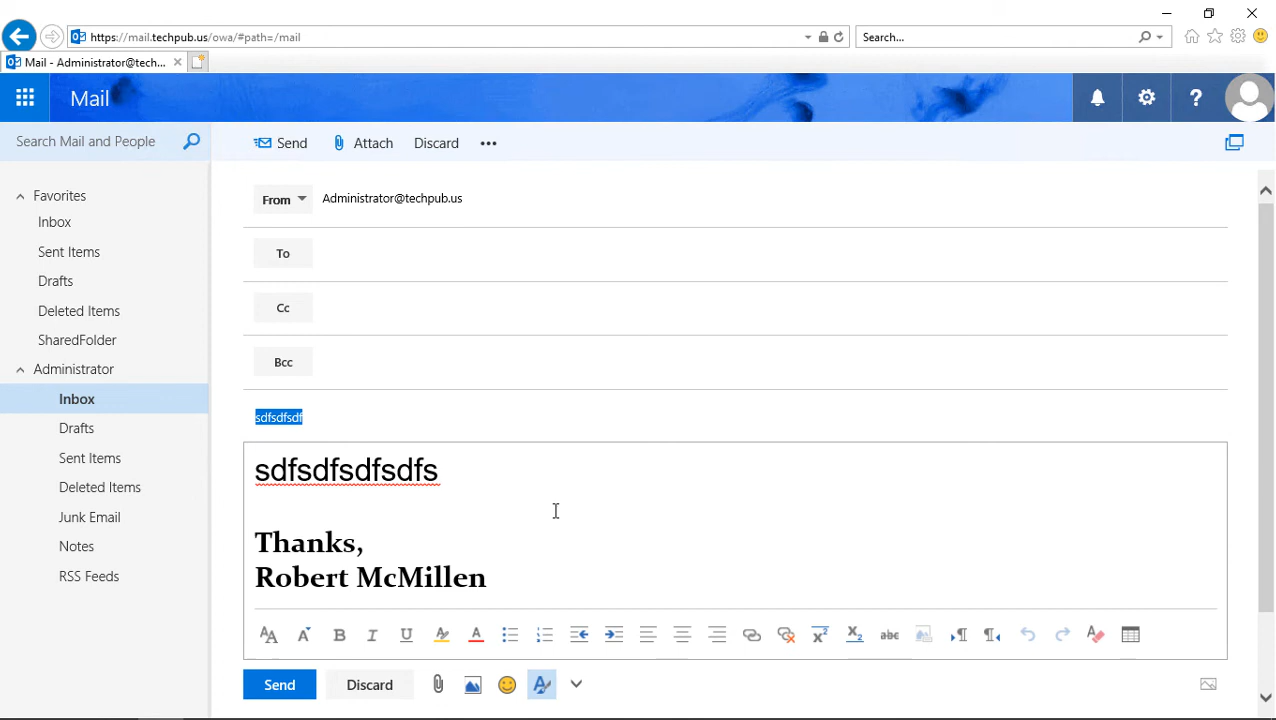 https://mail.techpub.us/owa/#path=/mail
Search...
Mail - Administrator@tech...
Mail
?
Search Mail and People
Send
Attach
Discard
Favorites
Inbox
Sent Items
Drafts
Deleted Items
SharedFolder
Administrator
Inbox
Drafts
Sent Items
Deleted Items
Junk Email
Notes
RSS Feeds
From
Administrator@techpub.us
To
Cc
Bcc
sdfsdfsdf
sdfsdfsdfsdfs
Thanks,
Robert McMillen
Send
Discard